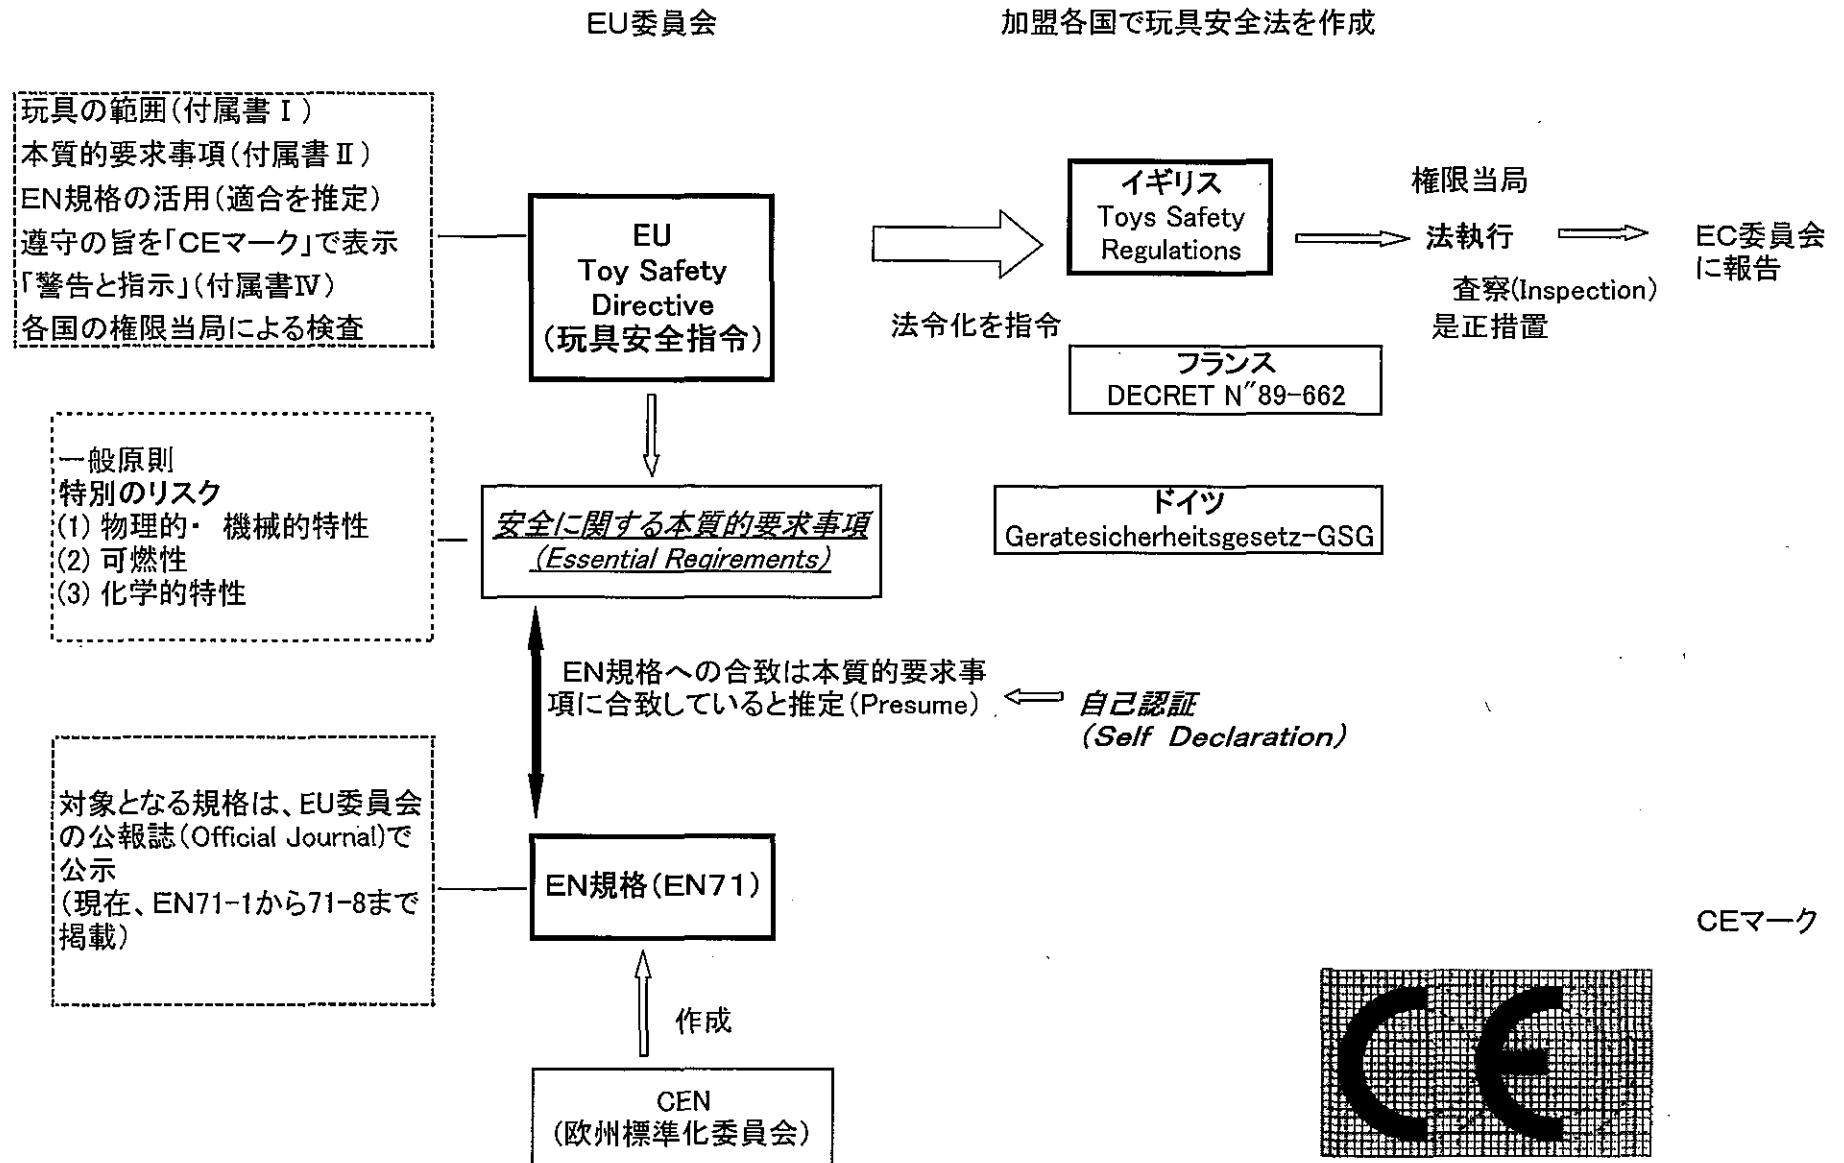 EU委員会
加盟各国で玩具安全法を作成
玩具の範囲(付属書Ⅰ)
本質的要求事項(付属書Ⅱ)
EN規格の活用(適合を推定)
遵守の旨を「CEマーク」で表示
「警告と指示」(付属書Ⅳ)
各国の権限当局による検査
EU
Toy Safety
Directive
(玩具安全指令)
法令化を指令
イギリス
Toys Safety
Regulations
権限当局
法執行
査察(Inspection)
是正措置
EC委員会
に報告
フランス
DECRET N″89-662
ドイツ
Geratesicherheitsgesetz-GSG
一般原則
特別のリスク
(1) 物理的・ 機械的特性
(2) 可燃性
(3) 化学的特性
安全に関する本質的要求事項
(Essential Reqirements)
EN規格への合致は本質的要求事
項に合致していると推定(Presume)
自己認証
(Self Declaration)
対象となる規格は、EU委員会
の公報誌(Official Journal)で
公示
(現在、EN71-1から71-8まで
掲載)
EN規格(EN71)
作成
CEN
(欧州標準化委員会)
CEマーク
CE